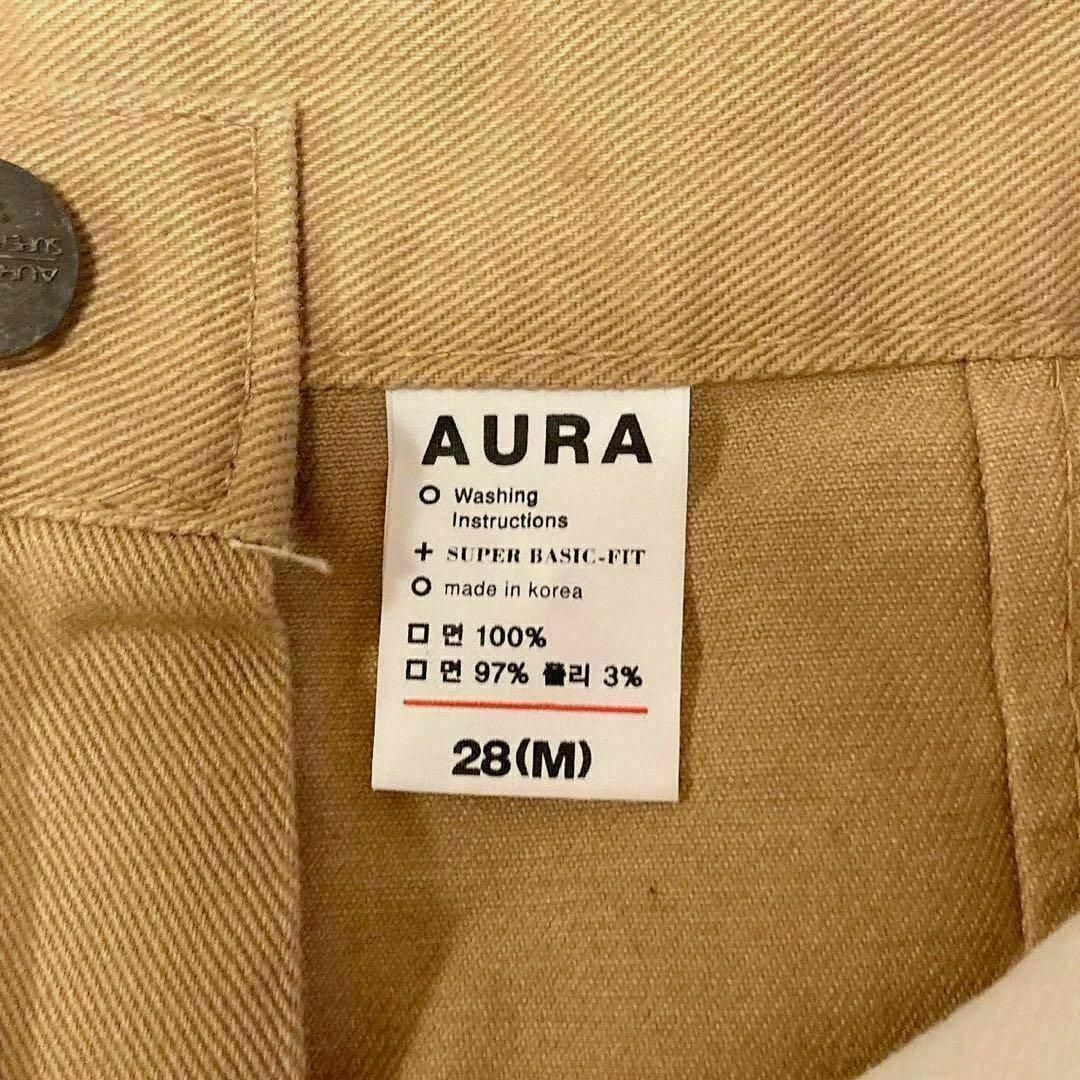 AURA
Washing
Instructions
+ SUPER BASIC-FIT
made in korea
□면 100%
□면 97% 폴리 3%
28(M)